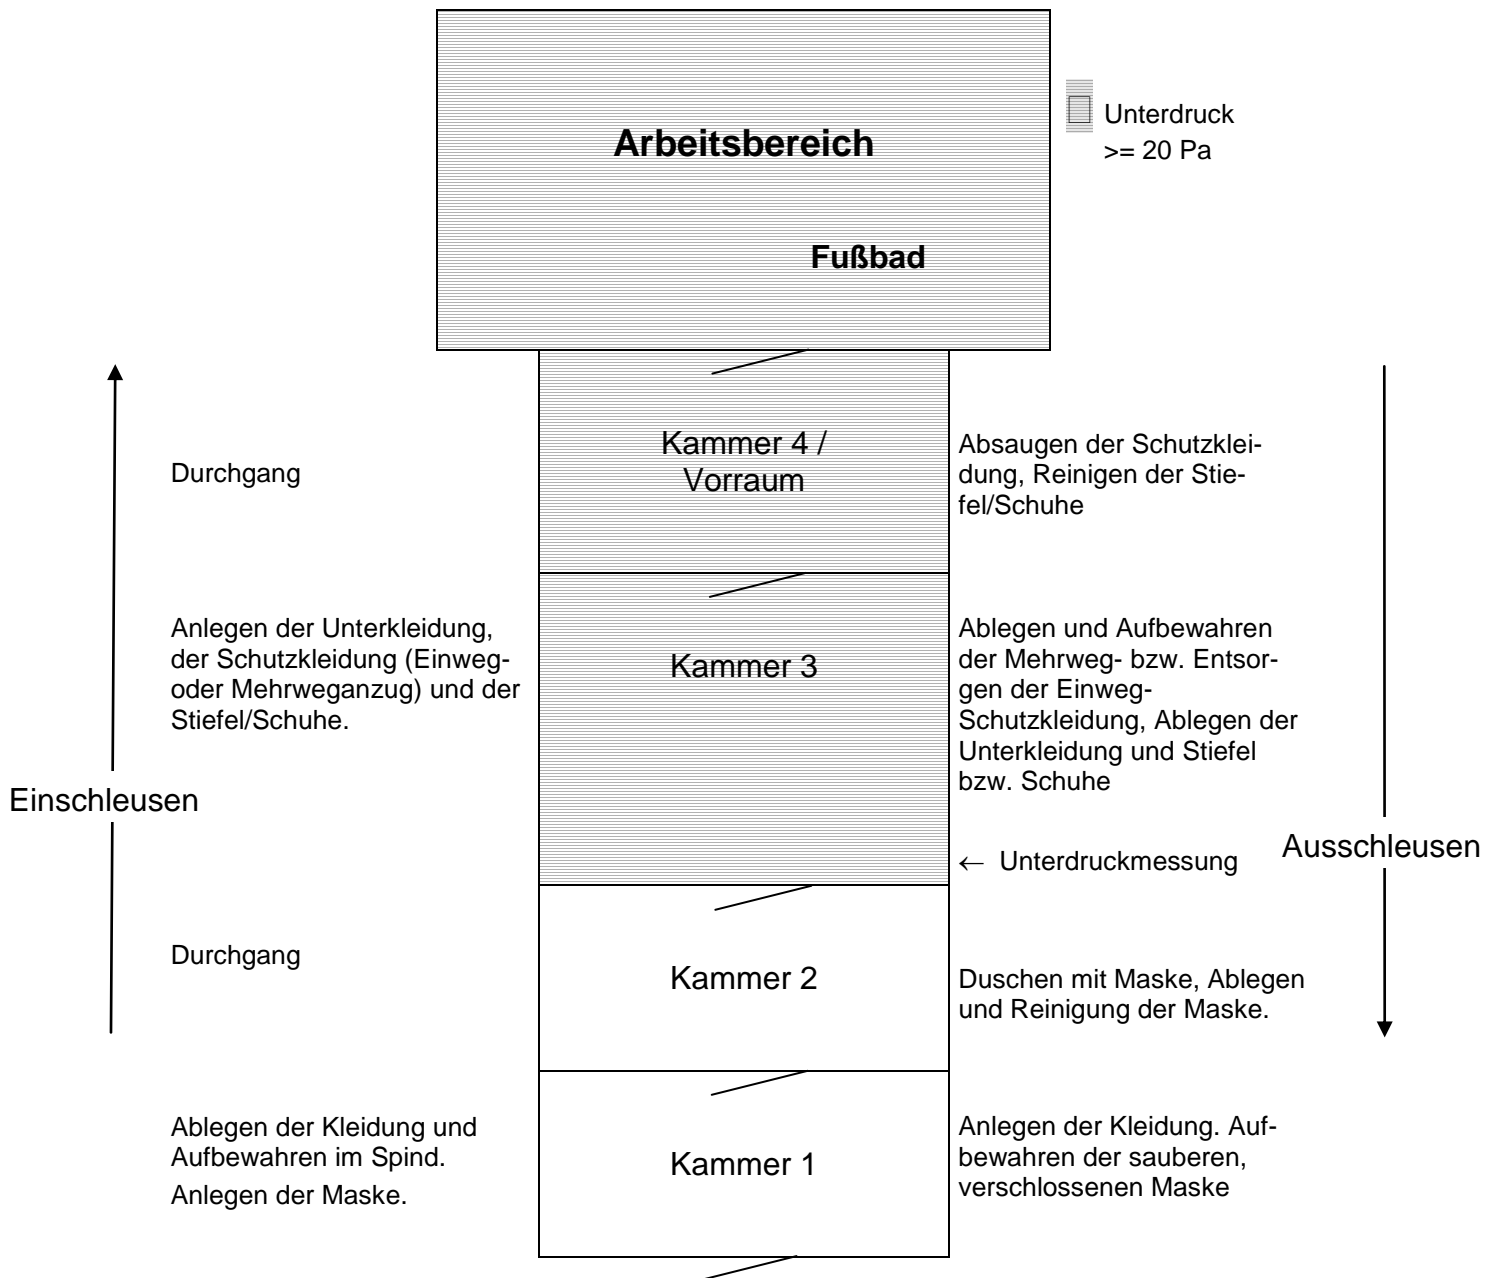 Arbeitsbereich
Unterdruck
>= 20 Pa
Fußbad
Durchgang
Kammer 4 /
Vorraum
Absaugen der Schutzklei-
dung, Reinigen der Stie-
fel/Schuhe
Anlegen der Unterkleidung,
der Schutzkleidung (Einweg-
oder Mehrweganzug) und der
Stiefel/Schuhe.
Kammer 3
Ablegen und Aufbewahren
der Mehrweg- bzw. Entsor-
gen der Einweg-
Schutzkleidung, Ablegen der
Unterkleidung und Stiefel
bzw. Schuhe
Einschleusen
← Unterdruckmessung
Ausschleusen
Durchgang
Kammer 2
Duschen mit Maske, Ablegen
und Reinigung der Maske.
Ablegen der Kleidung und
Aufbewahren im Spind.
Anlegen der Maske.
Kammer 1
Anlegen der Kleidung. Auf-
bewahren der sauberen,
verschlossenen Maske